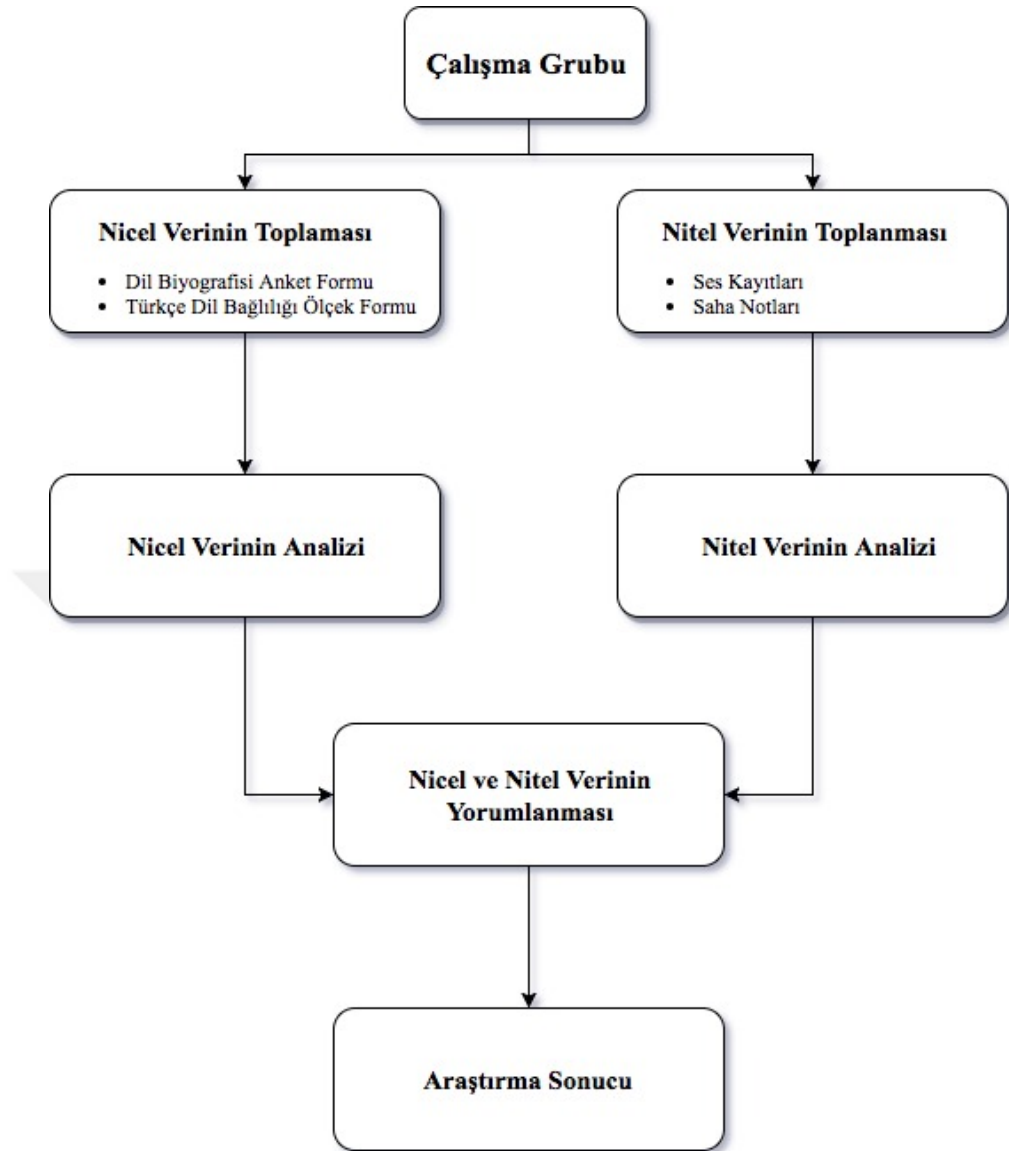 Çalışma Grubu
Nicel Verinin Toplaması
• Dil Biyografisi Anket Formu
• Türkçe Dil Bağlılığı Ölçek Formu
Nitel Verinin Toplanması
• Ses Kayıtları
• Saha Notları
Nicel Verinin Analizi
Nitel Verinin Analizi
Nicel ve Nitel Verinin
Yorumlanması
Araştırma Sonucu